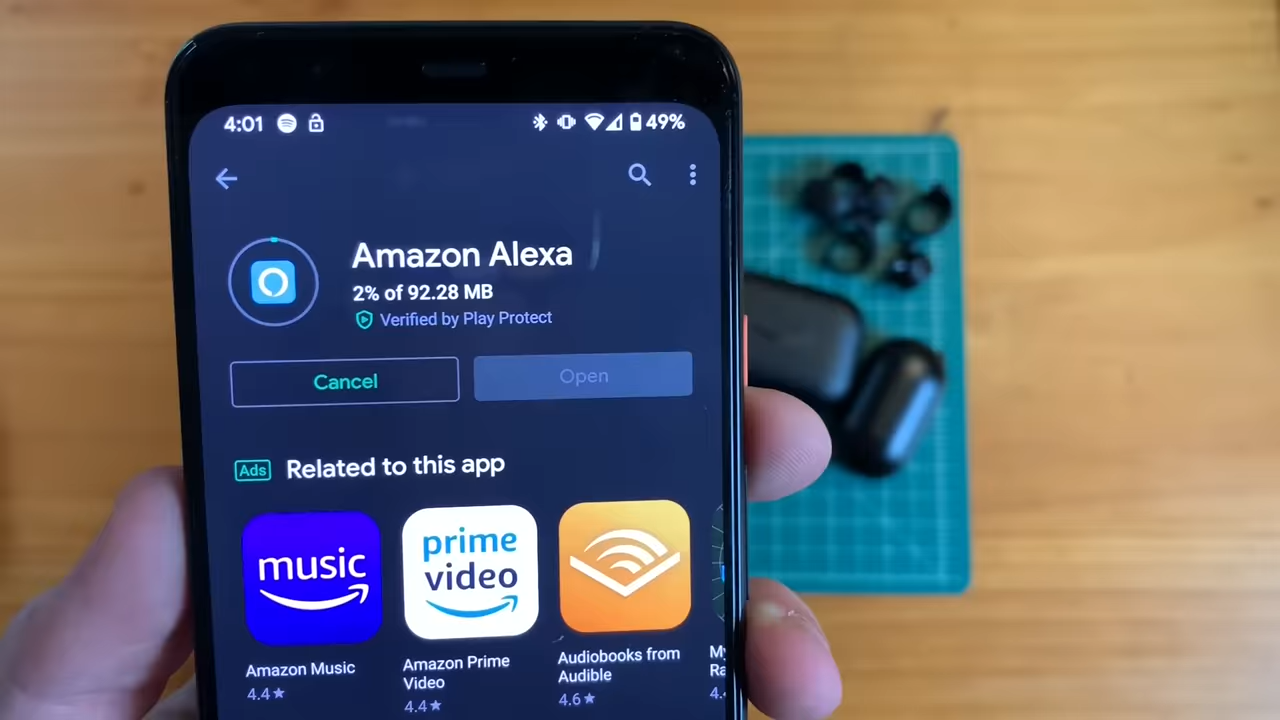 4:01 49%
Amazon Alexa
2% of 92.28 MB
Verified by Play Protect
Cancel Open
Ads Related to this app
music prime video
Amazon Music Amazon Prime Video Audiobooks from Audible
4.4★ 4.4★ 4.6★